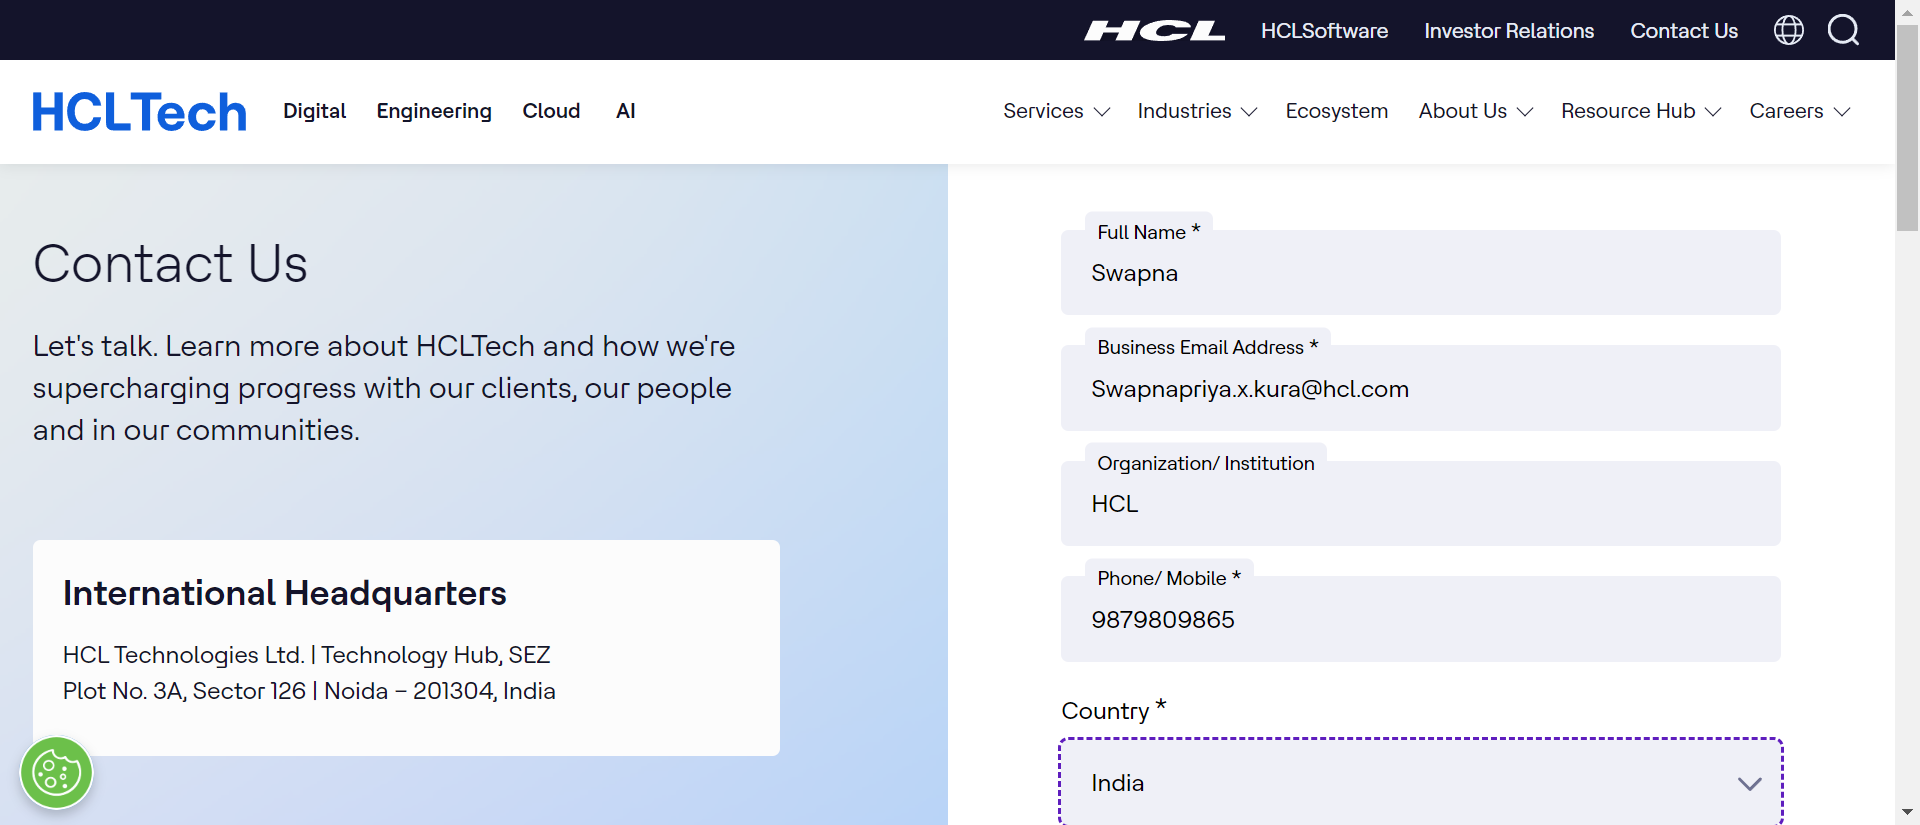 HCL HCLSoftware Investor Relations Contact Us
HCLTech Digital Engineering Cloud AI Services Industries Ecosystem About Us Resource Hub Careers
Contact Us
Let's talk. Learn more about HCLTech and how we're
supercharging progress with our clients, our people
and in our communities.
International Headquarters
HCL Technologies Ltd. | Technology Hub, SEZ
Plot No. 3A, Sector 126 | Noida – 201304, India
Full Name *
Swapna
Business Email Address *
Swapnapriya.x.kura@hcl.com
Organization/ Institution
HCL
Phone/ Mobile *
9879809865
Country *
India